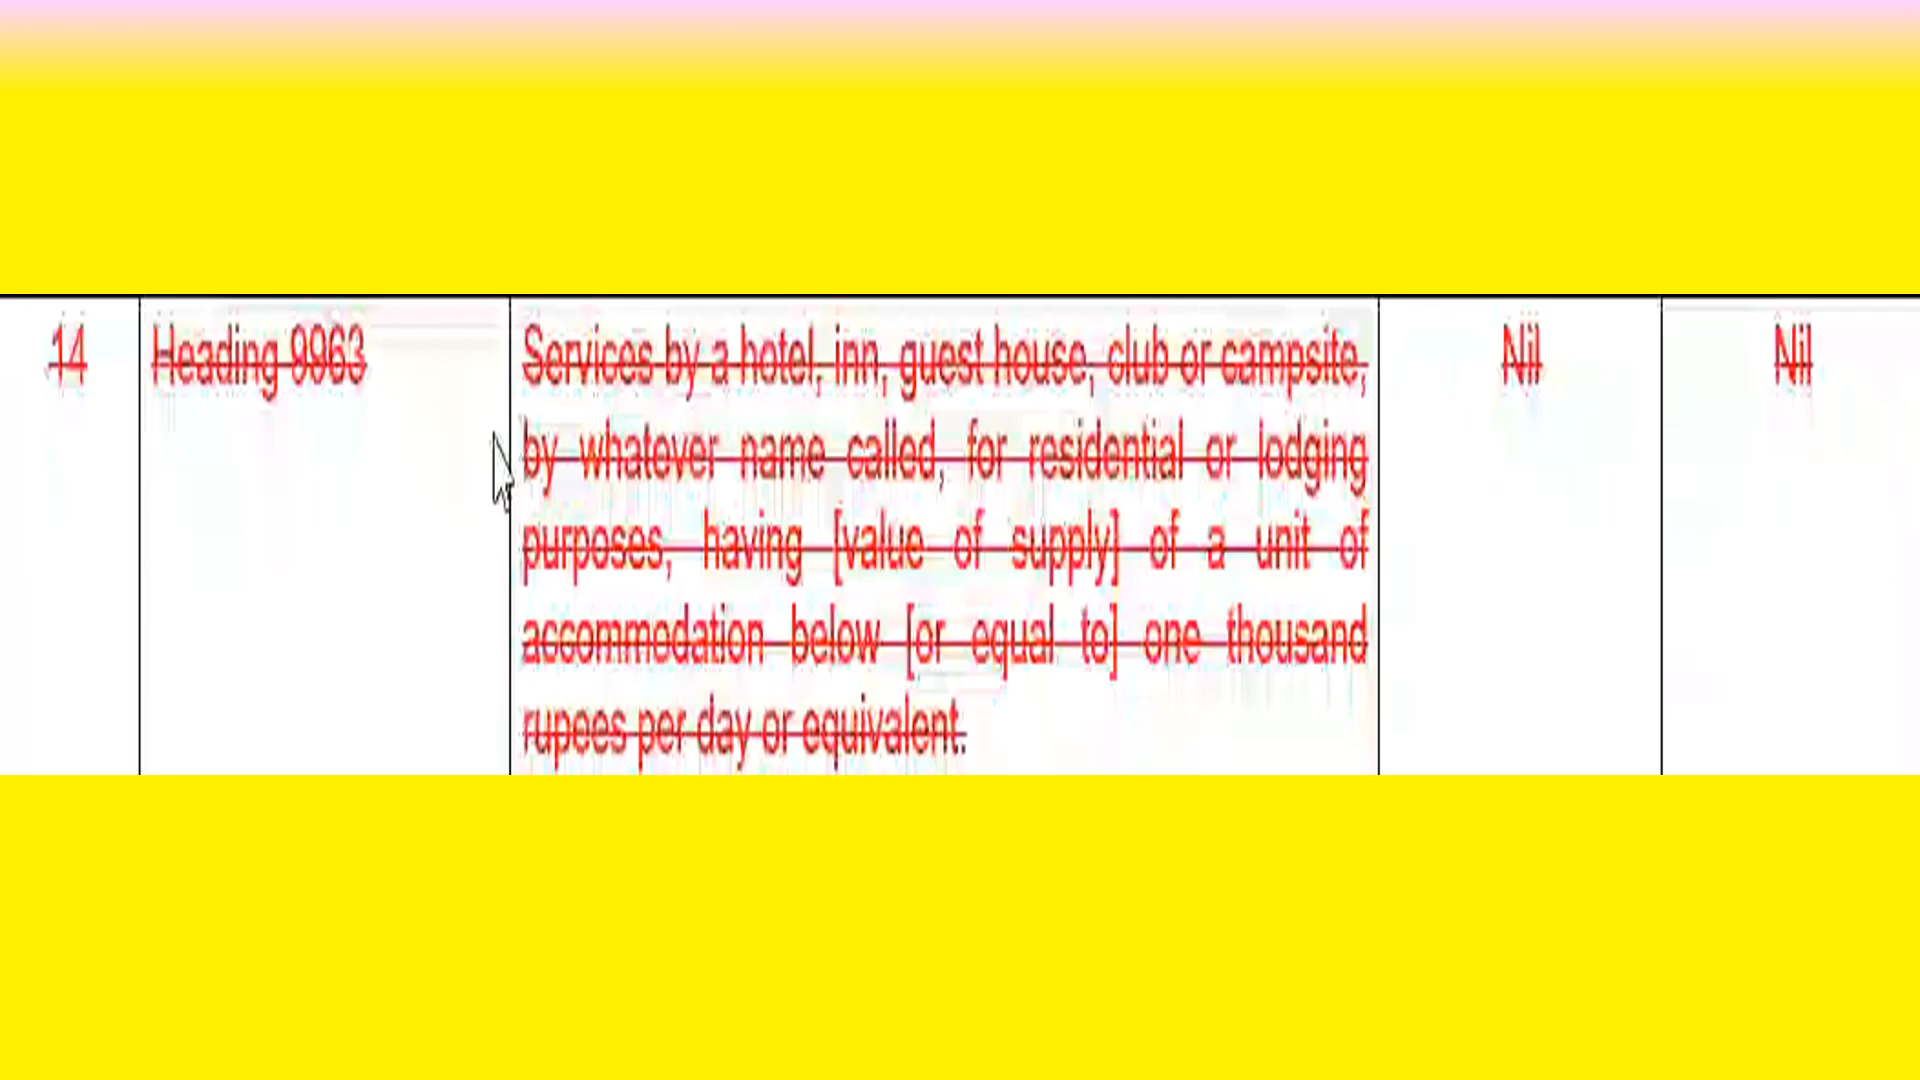 14 Heading 9963 Services by a hotel, inn, guest house, club or campsite, Nil Nil
by whatever name called, for residential or lodging
purposes, having [value of supply] of a unit of
accommodation below [or equal to] one thousand
rupees per day or equivalent.